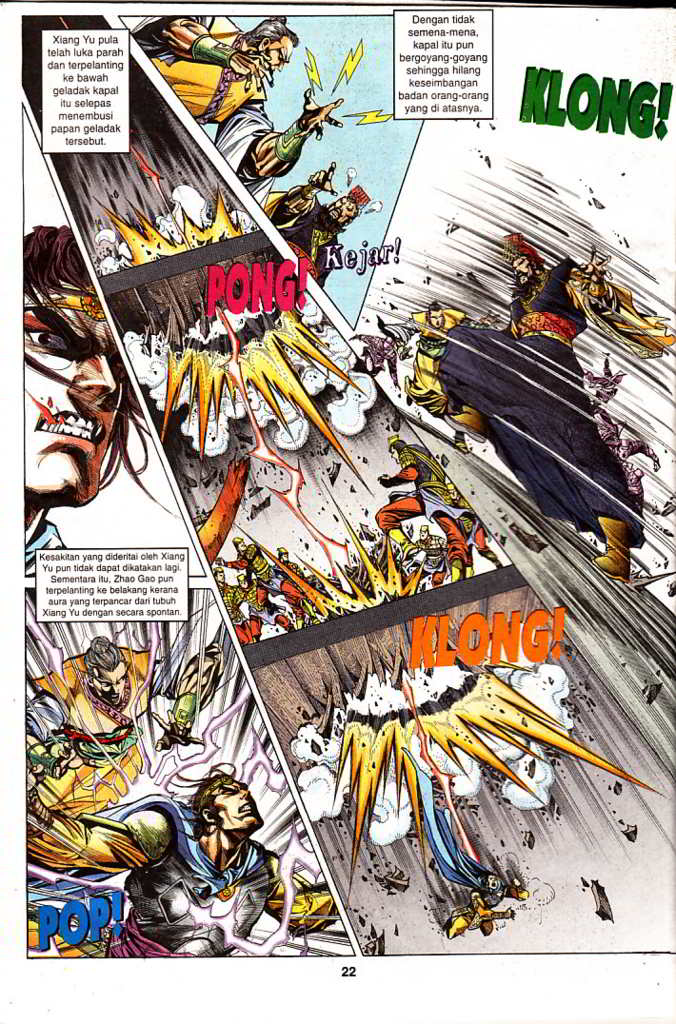 Xiang Yu pula
telah luka parah
dan terpelanting
ke bawah
geladak kapal
itu selepas
menembusi
papan geladak
tersebut.
Dengan tidak
semena-mena,
kapal itu pun
bergoyang-goyang
sehingga hilang
keseimbangan
badan orang-orang
yang di atasnya.
KLONG!
Kejar!
PONG!
Kesakitan yang dideritai oleh Xiang
Yu pun tidak dapat dikatakan lagi.
Sementara itu, Zhao Gao pun
terpelanting ke belakang kerana
aura yang terpancar dari tubuh
Xiang Yu dengan secara spontan.
KLONG!
POP!
22